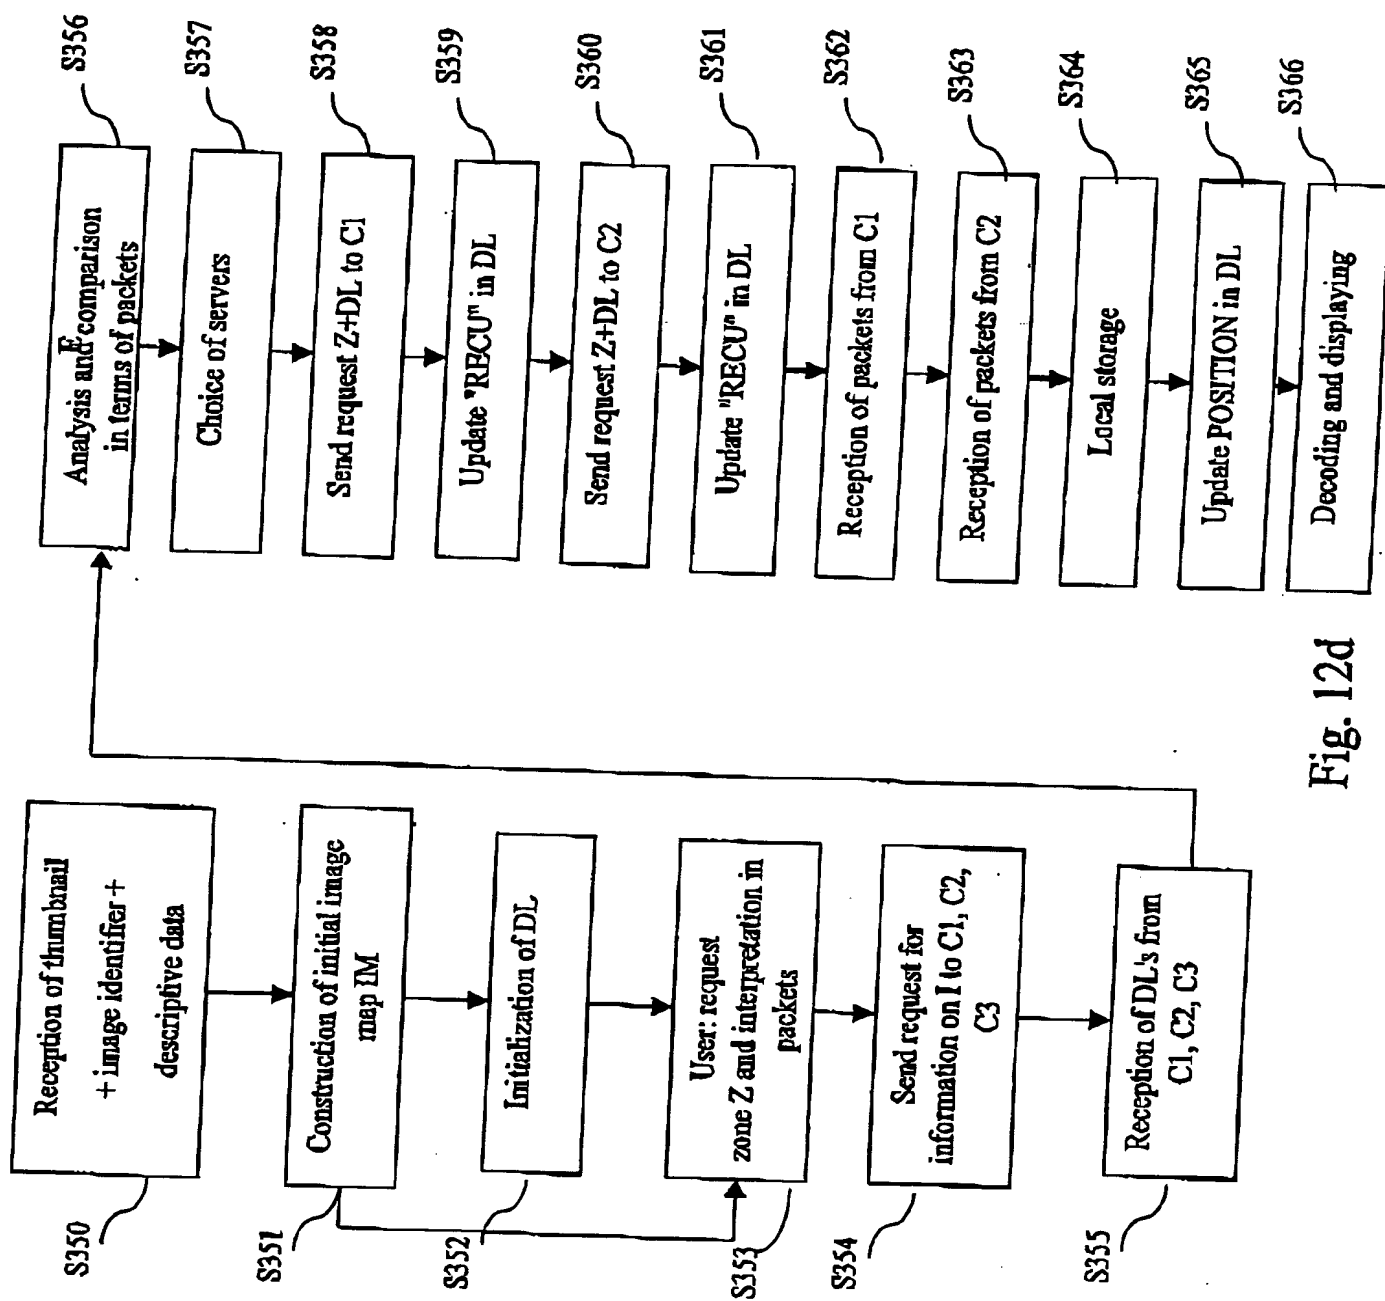 S350
Reception of thumbnail
+ image identifier +
descriptive data
S351
Construction of initial image
map IM
S352
Initialization of DL
S353
User: request
zone Z and interpretation in
packets
S354
Send request for
information on I to C1, C2,
C3
S355
Reception of DL's from
C1, C2, C3
S356
Analysis and comparison
in terms of packets
S357
Choice of servers
S358
Send request Z+DL to C1
S359
Update "RECU" in DL
S360
Send request Z+DL to C2
S361
Update "RECU" in DL
S362
Reception of packets from C1
S363
Reception of packets from C2
S364
Local storage
S365
Update POSITION in DL
S366
Decoding and displaying
Fig. 12d